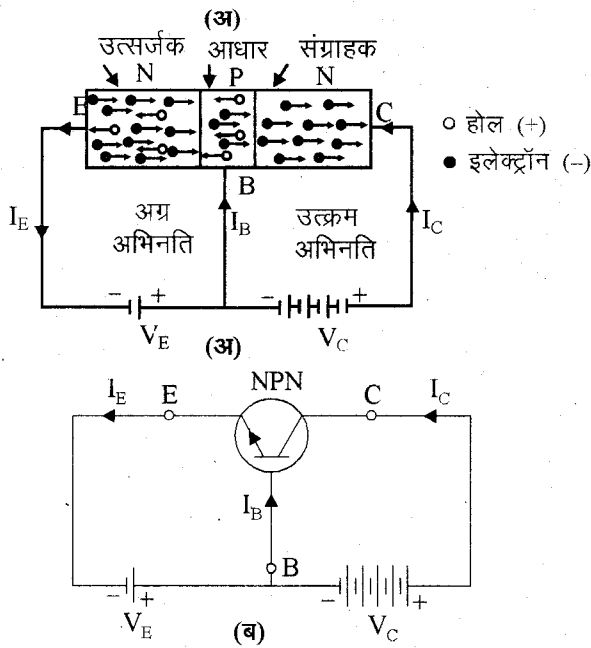 (अ)
उत्सर्जक आधार संग्राहक
N P N
E C
B
○ होल (+)
● इलेक्ट्रॉन (–)
I_E अग्र अभिनति I_B उत्क्रम अभिनति I_C
– + – +
V_E V_C
(अ)
NPN
I_E E C I_C
I_B
B
– + – +
V_E V_C
(ब)